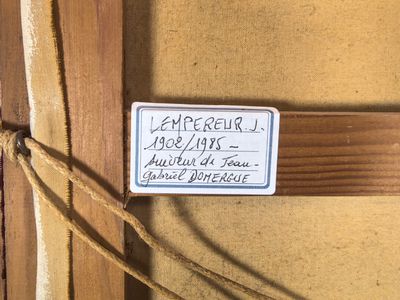 LEMPEREUR. J.
1902/1985 -
suiveur de Jean-
Gabriel DOMERGUE